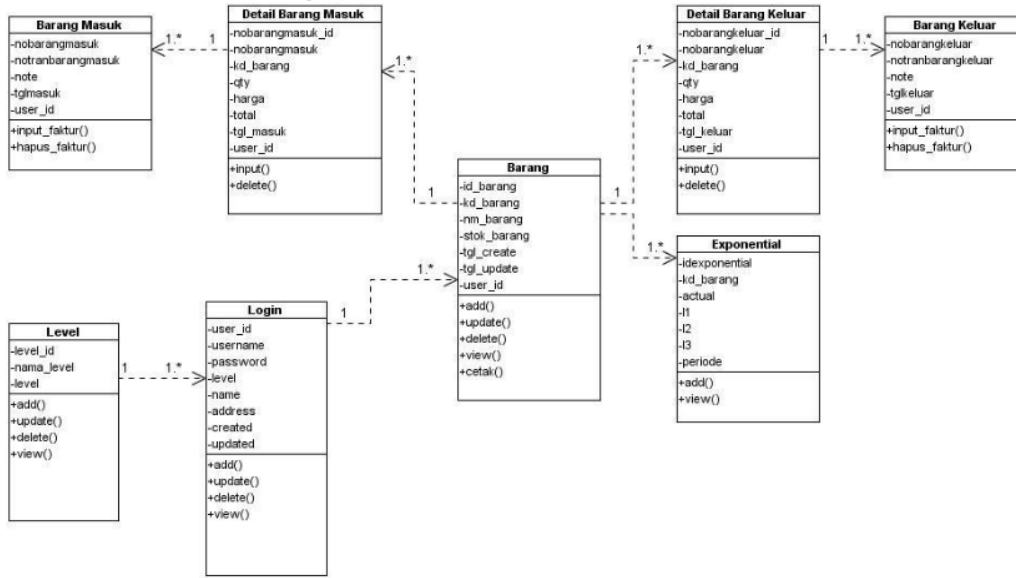 Barang Masuk
-nobarangmasuk
-notranbarangmasuk
-note
-tglmasuk
-user_id
+input_faktur()
+hapus_faktur()
1.*
1
Detail Barang Masuk
-nobarangmasuk_id
-nobarangmasuk
-kd_barang
-qty
-harga
-total
-tgl_masuk
-user_id
+input()
+delete()
1.*
1
Barang
-id_barang
-kd_barang
-nm_barang
-stok_barang
-tgl_create
-tgl_update
-user_id
+add()
+update()
+delete()
+view()
+cetak()
1
1.*
Detail Barang Keluar
-nobarangkeluar_id
-nobarangkeluar
-kd_barang
-qty
-harga
-total
-tgl_keluar
-user_id
+input()
+delete()
1
1.*
Barang Keluar
-nobarangkeluar
-notranbarangkeluar
-note
-tglkeluar
-user_id
+input_faktur()
+hapus_faktur()
1.*
Exponential
-idexponential
-kd_barang
-actual
-l1
-l2
-l3
-periode
+add()
+view()
Level
-level_id
-nama_level
-level
+add()
+update()
+delete()
+view()
1
1.*
Login
-user_id
-username
-password
-level
-name
-address
-created
-updated
+add()
+update()
+delete()
+view()
1
1.*